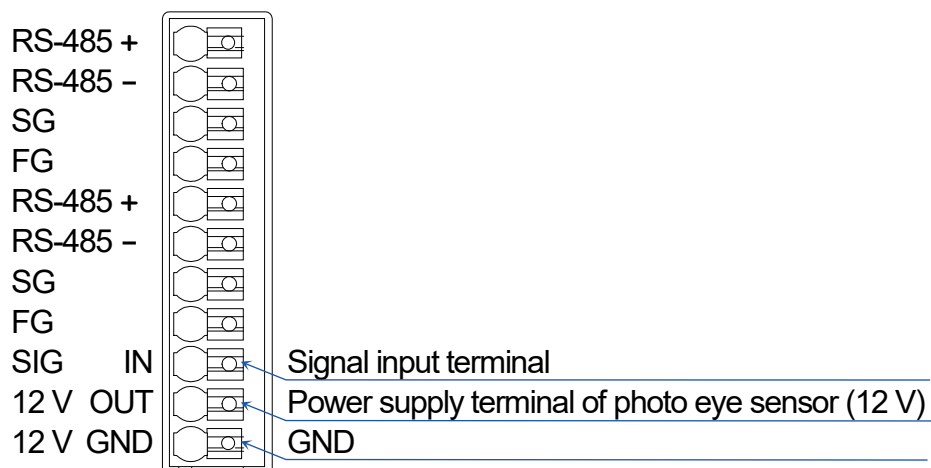 RS-485 +
RS-485 −
SG
FG
RS-485 +
RS-485 −
SG
FG
SIG IN Signal input terminal
12 V OUT Power supply terminal of photo eye sensor (12 V)
12 V GND GND